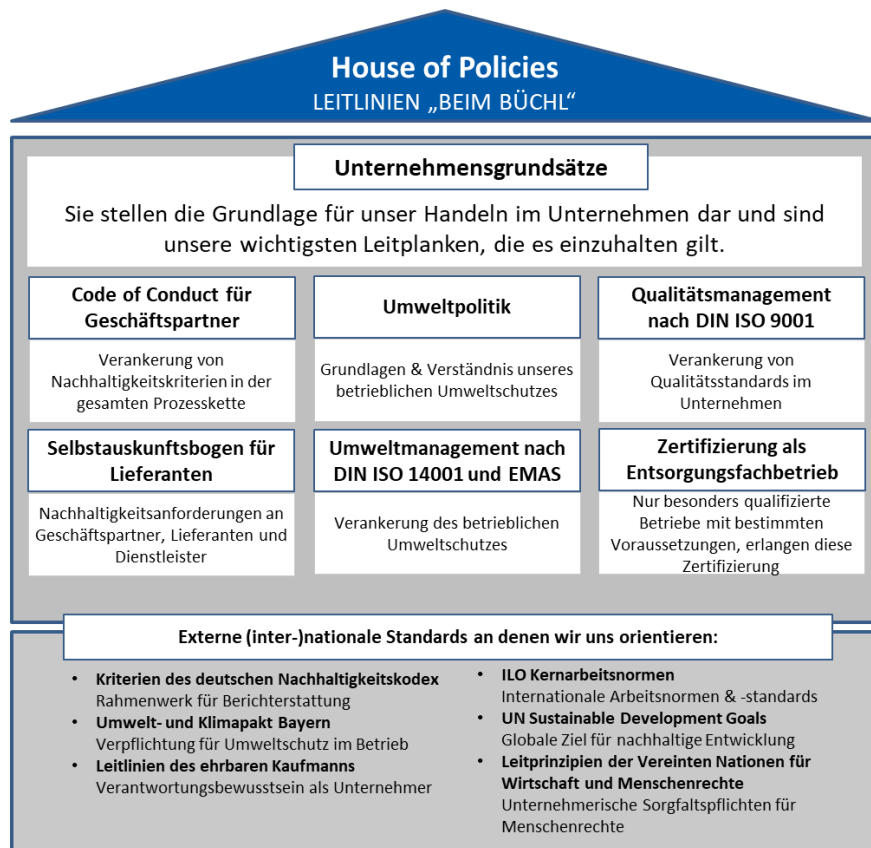 House of Policies
LEITLINIEN „BEIM BÜCHL“
Unternehmensgrundsätze
Sie stellen die Grundlage für unser Handeln im Unternehmen dar und sind
unsere wichtigsten Leitplanken, die es einzuhalten gilt.
Code of Conduct für
Geschäftspartner
Verankerung von
Nachhaltigkeitskriterien in der
gesamten Prozesskette
Umweltpolitik
Grundlagen & Verständnis unseres
betrieblichen Umweltschutzes
Qualitätsmanagement
nach DIN ISO 9001
Verankerung von
Qualitätsstandards im
Unternehmen
Selbstauskunftsbogen für
Lieferanten
Nachhaltigkeitsanforderungen an
Geschäftspartner, Lieferanten und
Dienstleister
Umweltmanagement nach
DIN ISO 14001 und EMAS
Verankerung des betrieblichen
Umweltschutzes
Zertifizierung als
Entsorgungsfachbetrieb
Nur besonders qualifizierte
Betriebe mit bestimmten
Voraussetzungen, erlangen diese
Zertifizierung
Externe (inter-)nationale Standards an denen wir uns orientieren:
• Kriterien des deutschen Nachhaltigkeitskodex
Rahmenwerk für Berichterstattung
• Umwelt- und Klimapakt Bayern
Verpflichtung für Umweltschutz im Betrieb
• Leitlinien des ehrbaren Kaufmanns
Verantwortungsbewusstsein als Unternehmer
• ILO Kernarbeitsnormen
Internationale Arbeitsnormen & -standards
• UN Sustainable Development Goals
Globale Ziel für nachhaltige Entwicklung
• Leitprinzipien der Vereinten Nationen für
Wirtschaft und Menschenrechte
Unternehmerische Sorgfaltspflichten für
Menschenrechte